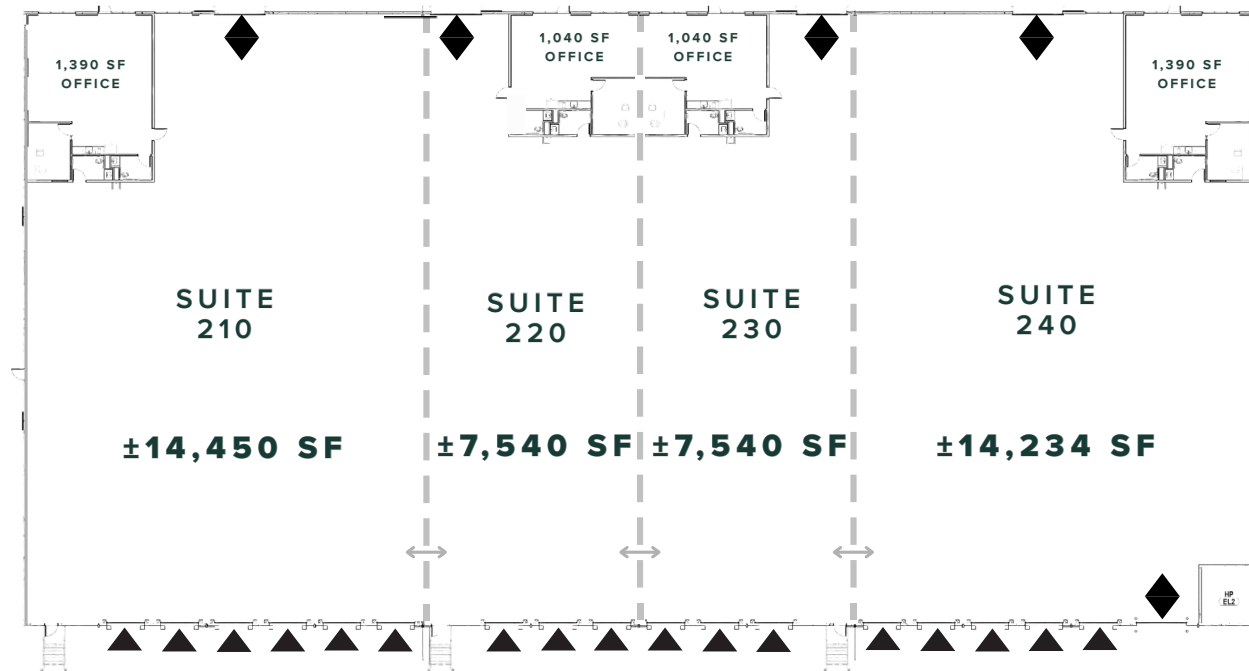 1,390 SF
OFFICE
1,040 SF
OFFICE
1,040 SF
OFFICE
1,390 SF
OFFICE
SUITE
210
SUITE
220
SUITE
230
SUITE
240
±14,450 SF
±7,540 SF
±7,540 SF
±14,234 SF
HP
EL2